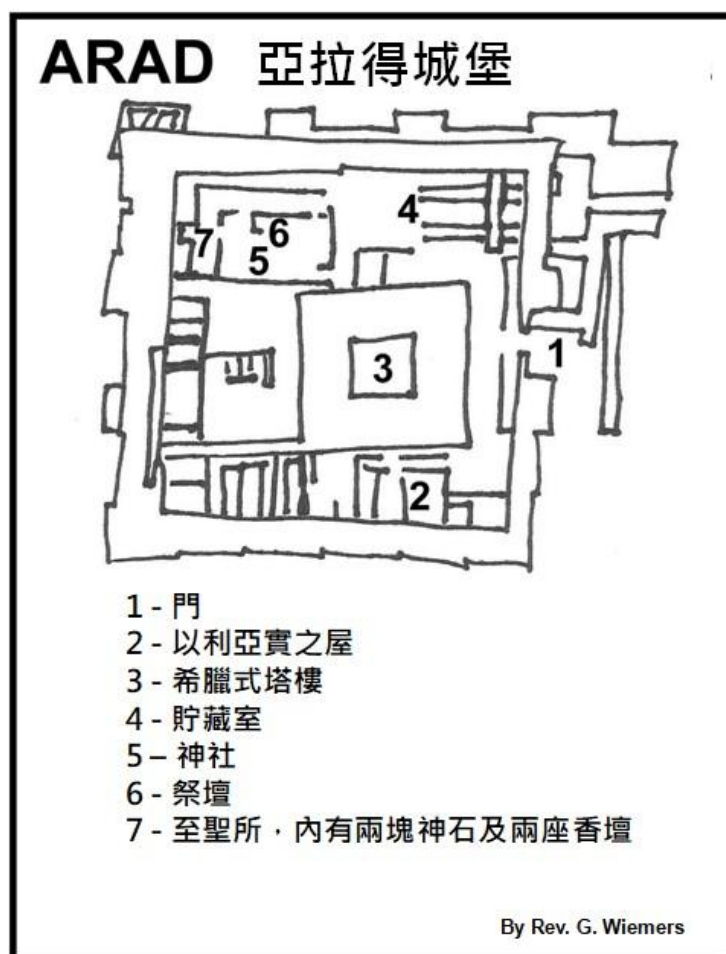 ARAD 亞拉得城堡
4
7 6
5
1
3
2
1 - 門
2 - 以利亞實之屋
3 - 希臘式塔樓
4 - 貯藏室
5 – 神社
6 - 祭壇
7 - 至聖所，內有兩塊神石及兩座香壇
By Rev. G. Wiemers